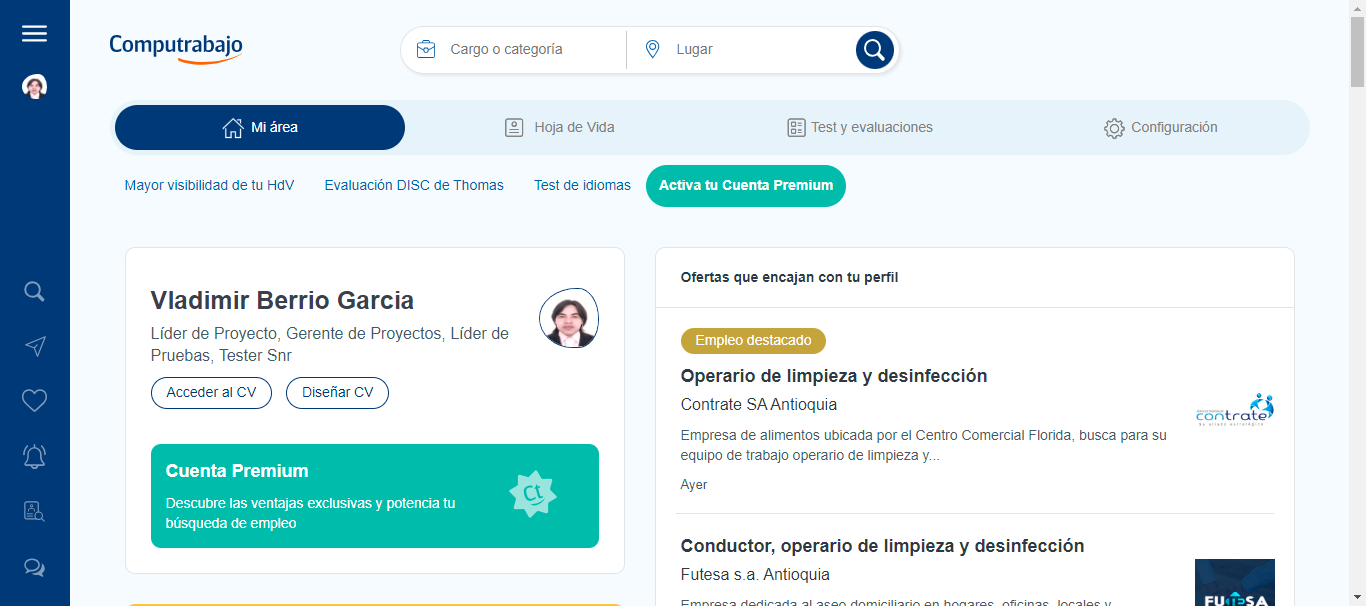 Computrabajo
Cargo o categoría
Lugar
Mi área
Hoja de Vida
Test y evaluaciones
Configuración
Mayor visibilidad de tu HdV
Evaluación DISC de Thomas
Test de idiomas
Activa tu Cuenta Premium
Vladimir Berrio Garcia
Líder de Proyecto, Gerente de Proyectos, Líder de
Pruebas, Tester Snr
Acceder al CV
Diseñar CV
Cuenta Premium
Descubre las ventajas exclusivas y potencia tu
búsqueda de empleo
Ct
Ofertas que encajan con tu perfil
Empleo destacado
Operario de limpieza y desinfección
Contrate SA Antioquia
contrate
Empresa de alimentos ubicada por el Centro Comercial Florida, busca para su
equipo de trabajo operario de limpieza y...
Ayer
Conductor, operario de limpieza y desinfección
Futesa s.a. Antioquia
FUTESA
Empresa dedicada al aseo domiciliario en hogares, oficinas, locales y